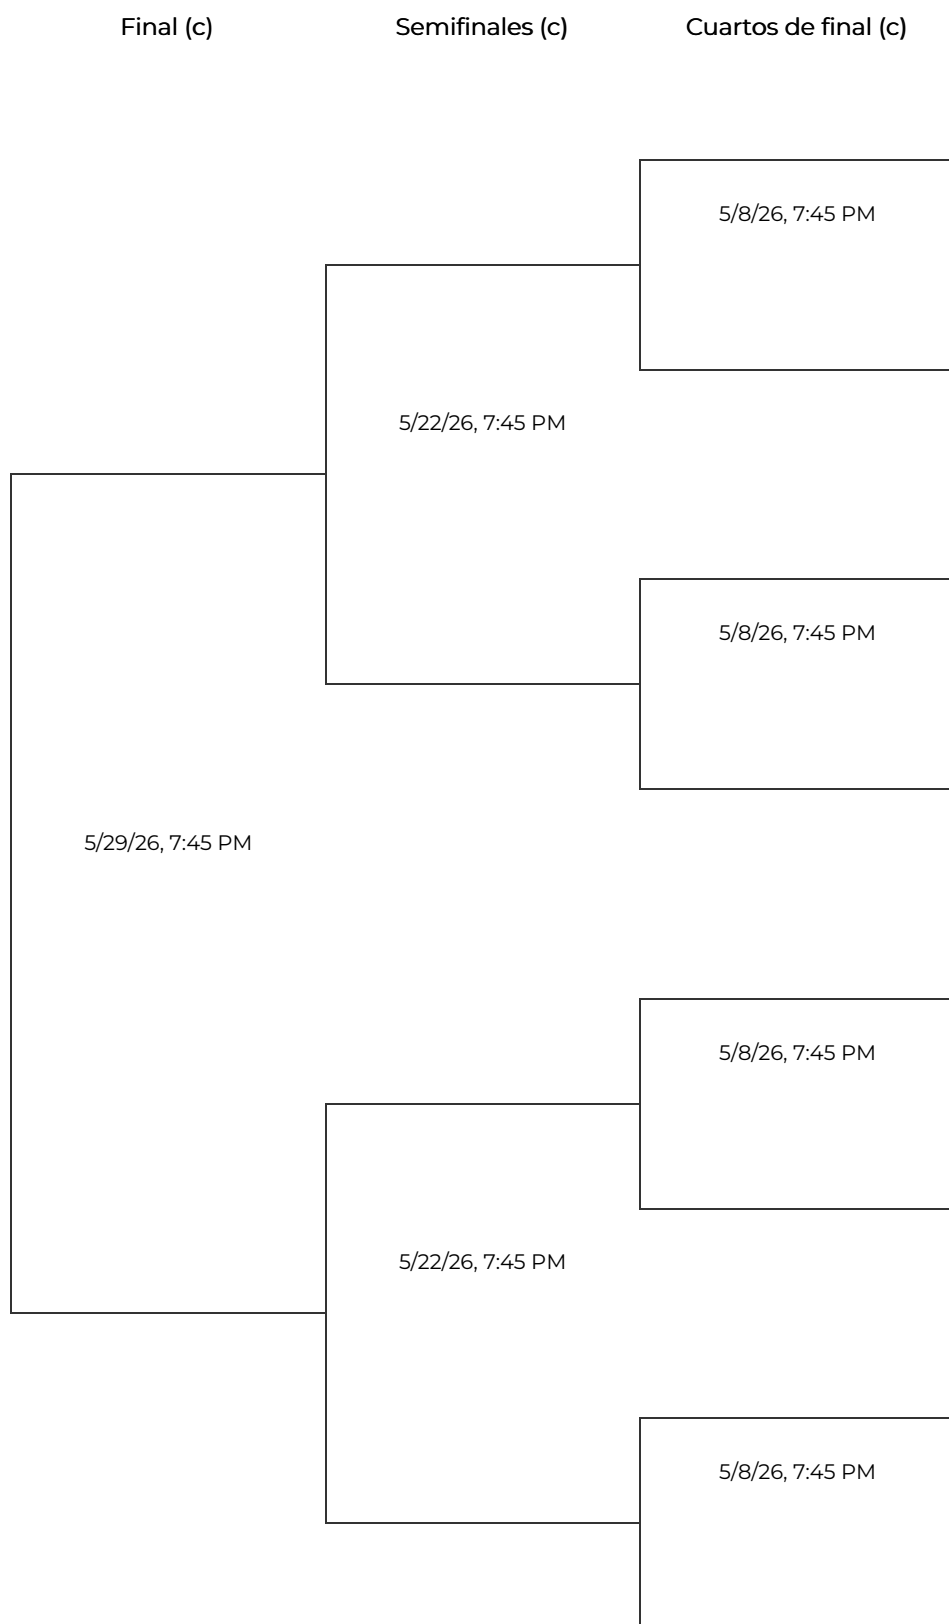 Final (c)
Semifinales (c)
Cuartos de final (c)
5/8/26, 7:45 PM
5/22/26, 7:45 PM
5/8/26, 7:45 PM
5/29/26, 7:45 PM
5/8/26, 7:45 PM
5/22/26, 7:45 PM
5/8/26, 7:45 PM